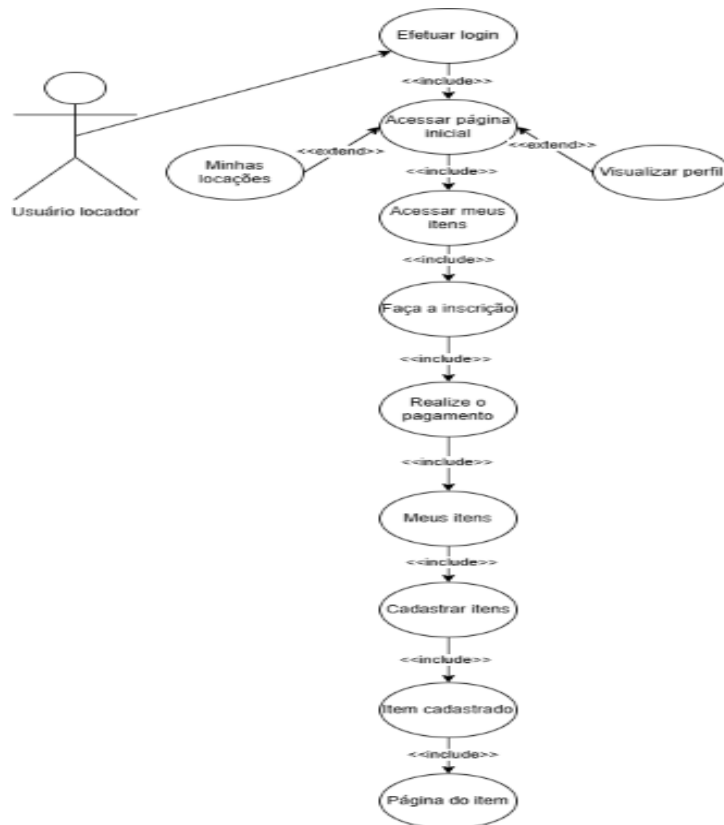 Efetuar login
<<include>>
Acessar página
inicial
<<extend>>
<<extend>>
Minhas
locações
<<include>>
Visualizar perfil
Usuário locador
Acessar meus
itens
<<include>>
Faça a inscrição
<<include>>
Realize o
pagamento
<<include>>
Meus itens
<<include>>
Cadastrar itens
<<include>>
Item cadastrado
<<include>>
Página do item